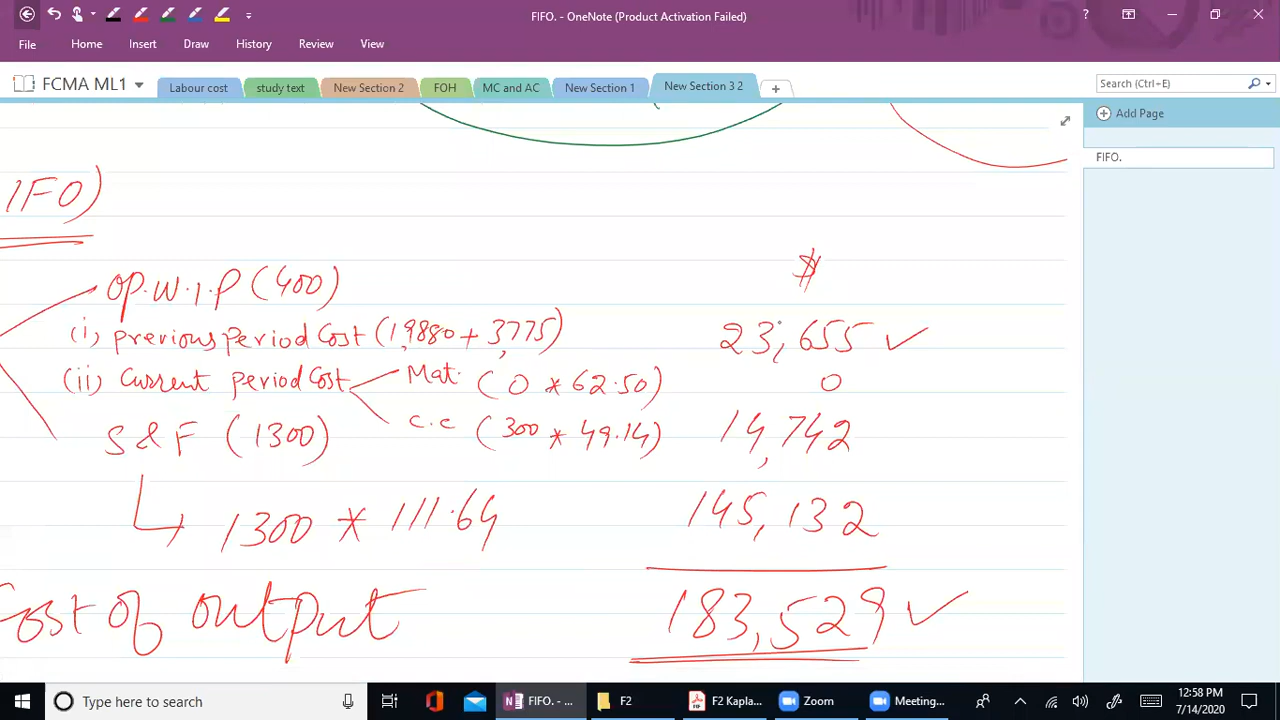 FIFO. - OneNote (Product Activation Failed)
?
File Home Insert Draw History Review View
FCMA ML1 Labour cost study text New Section 2 FOH MC and AC New Section 1 New Section 3 2
Search (Ctrl+E)
Add Page
FIFO.
IFO)
$
OP.W.I.P (400)
(i) previous period Cost (19,880 + 3,775) 23,655 ✓
(ii) Current period Cost Mat. (0 * 62.50) 0
C.C (300 * 49.14) 14,742
S & F (1300)
1300 * 111.64 145,132
Cost of output 183,529 ✓
Type here to search
FIFO. - ... F2 F2 Kapla... Zoom Meeting...
12:58 PM
7/14/2020